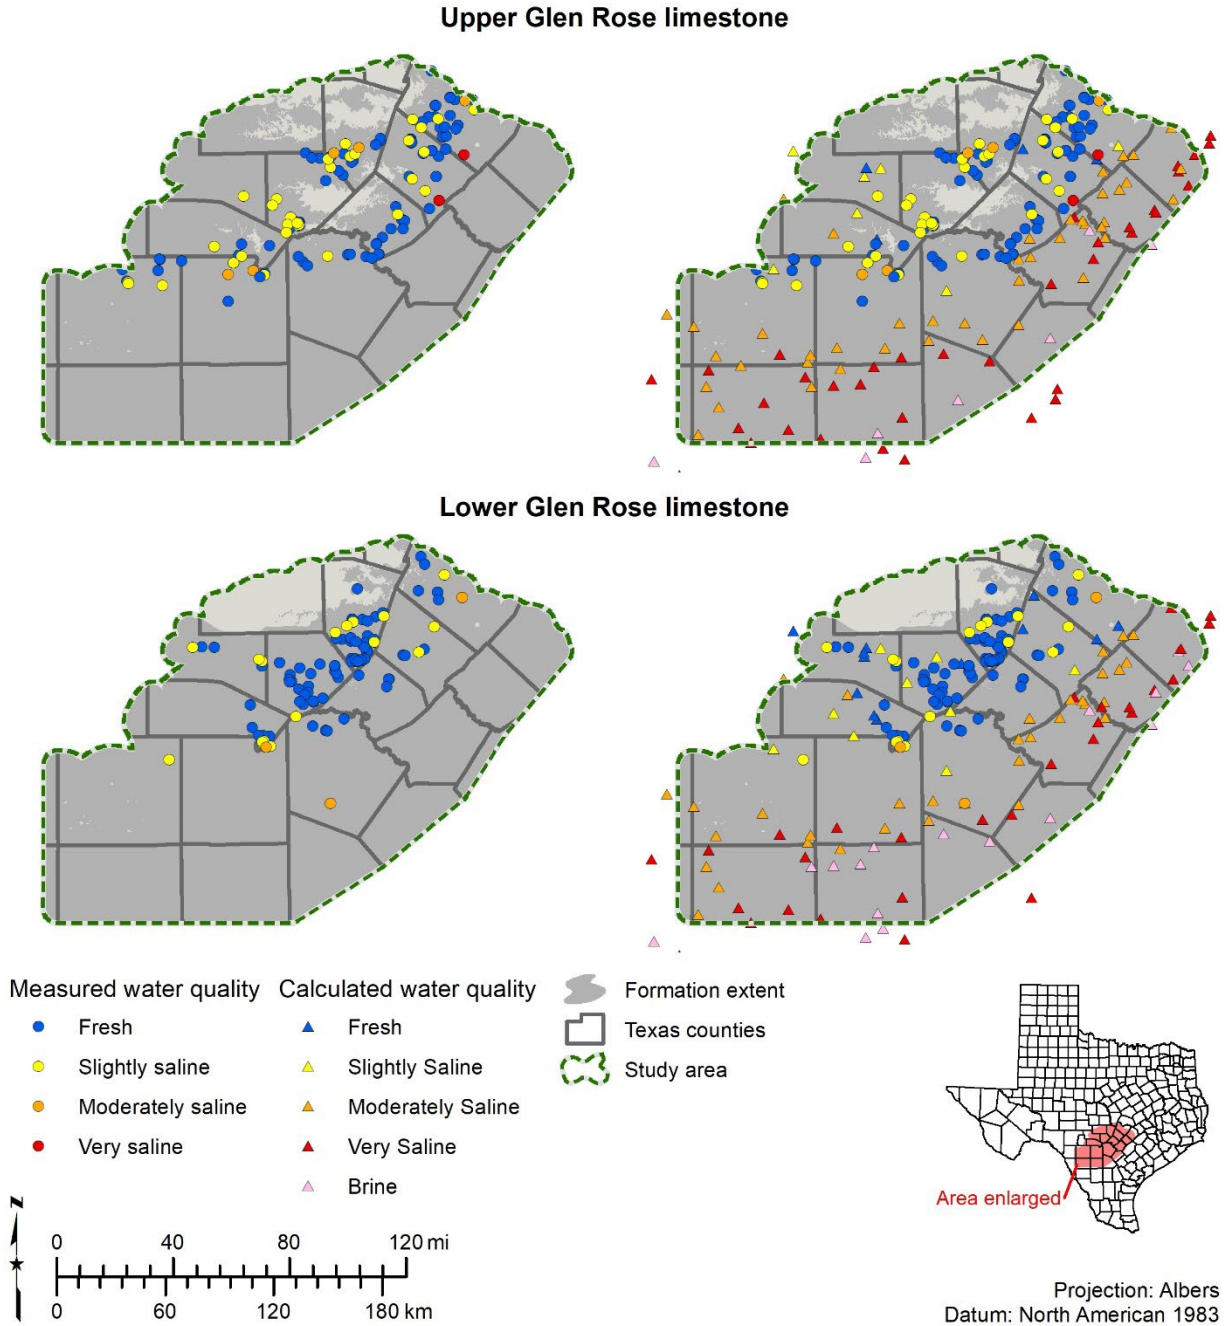 Upper Glen Rose limestone
Lower Glen Rose limestone
Measured water quality
Fresh
Slightly saline
Moderately saline
Very saline
Calculated water quality
Fresh
Slightly Saline
Moderately Saline
Very Saline
Brine
Formation extent
Texas counties
Study area
Area enlarged
N
0 40 80 120 mi
0 60 120 180 km
Projection: Albers
Datum: North American 1983